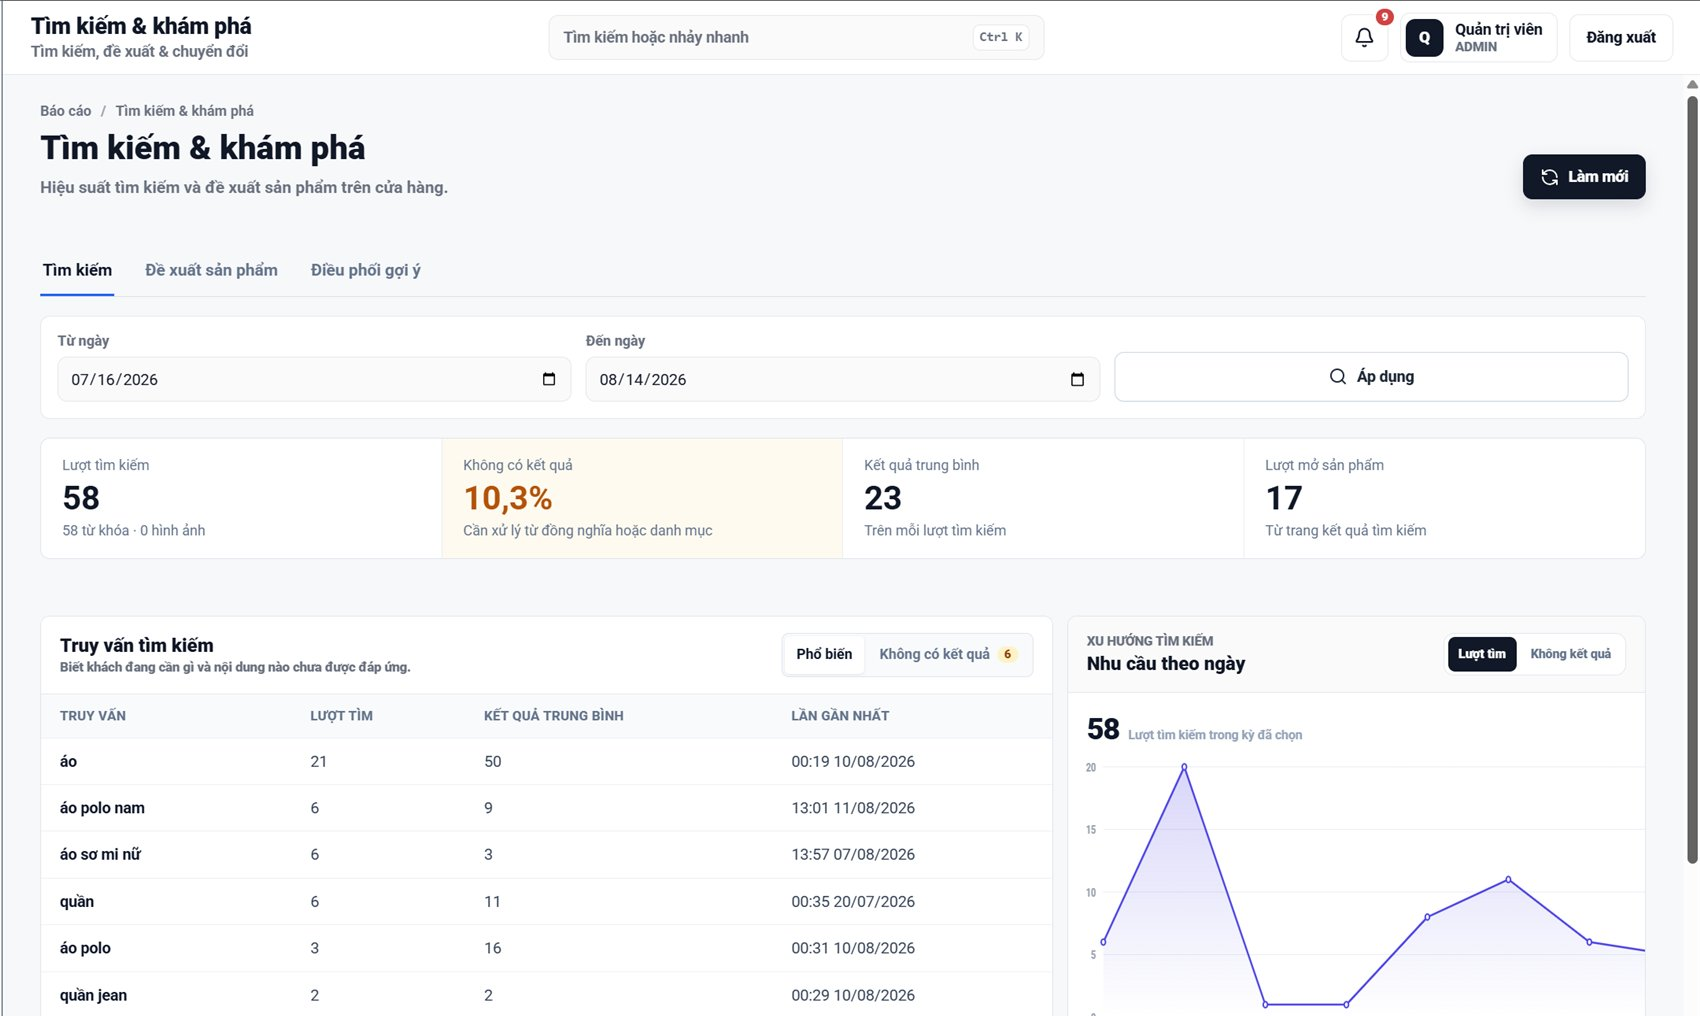 Tìm kiếm & khám phá
Tìm kiếm, đề xuất & chuyển đổi
Tìm kiếm hoặc nhảy nhanh
Ctrl K
9
Q
Quản trị viên
ADMIN
Đăng xuất
Báo cáo / Tìm kiếm & khám phá
Tìm kiếm & khám phá
Hiệu suất tìm kiếm và đề xuất sản phẩm trên cửa hàng.
Làm mới
Tìm kiếm
Đề xuất sản phẩm
Điều phối gợi ý
Từ ngày
07/16/2026
Đến ngày
08/14/2026
Áp dụng
Lượt tìm kiếm
58
58 từ khóa · 0 hình ảnh
Không có kết quả
10,3%
Cần xử lý từ đồng nghĩa hoặc danh mục
Kết quả trung bình
23
Trên mỗi lượt tìm kiếm
Lượt mở sản phẩm
17
Từ trang kết quả tìm kiếm
Truy vấn tìm kiếm
Biết khách đang cần gì và nội dung nào chưa được đáp ứng.
Phổ biến
Không có kết quả 6
TRUY VẤN LƯỢT TÌM KẾT QUẢ TRUNG BÌNH LẦN GẦN NHẤT
áo 21 50 00:19 10/08/2026
áo polo nam 6 9 13:01 11/08/2026
áo sơ mi nữ 6 3 13:57 07/08/2026
quần 6 11 00:35 20/07/2026
áo polo 3 16 00:31 10/08/2026
quần jean 2 2 00:29 10/08/2026
XU HƯỚNG TÌM KIẾM
Nhu cầu theo ngày
Lượt tìm
Không kết quả
58 Lượt tìm kiếm trong kỳ đã chọn
20
15
10
5